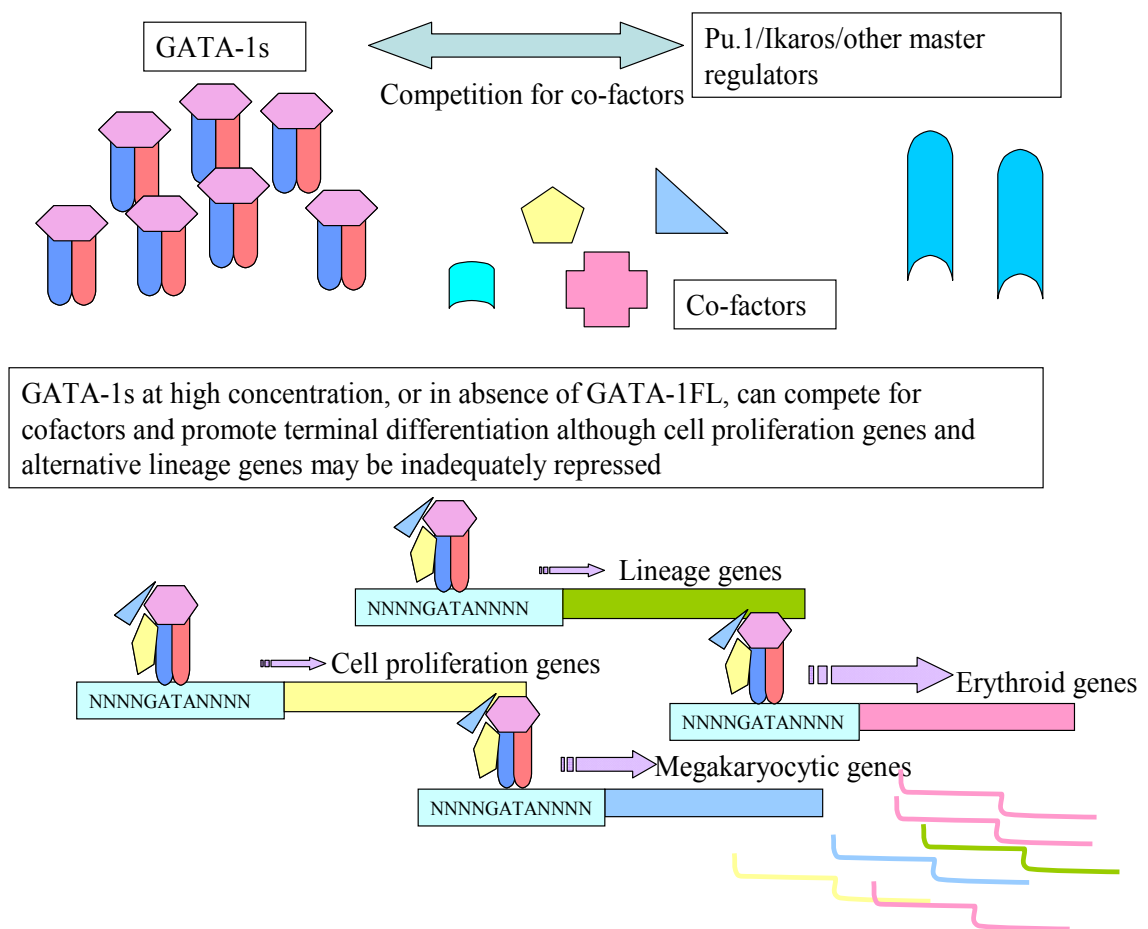 GATA-1s
Pu.1/Ikaros/other master
regulators
Competition for co-factors
Co-factors
GATA-1s at high concentration, or in absence of GATA-1FL, can compete for
cofactors and promote terminal differentiation although cell proliferation genes and
alternative lineage genes may be inadequately repressed
Lineage genes
NNNNGATANNNN
Cell proliferation genes
NNNNGATANNNN
Erythroid genes
NNNNGATANNNN
Megakaryocytic genes
NNNNGATANNNN